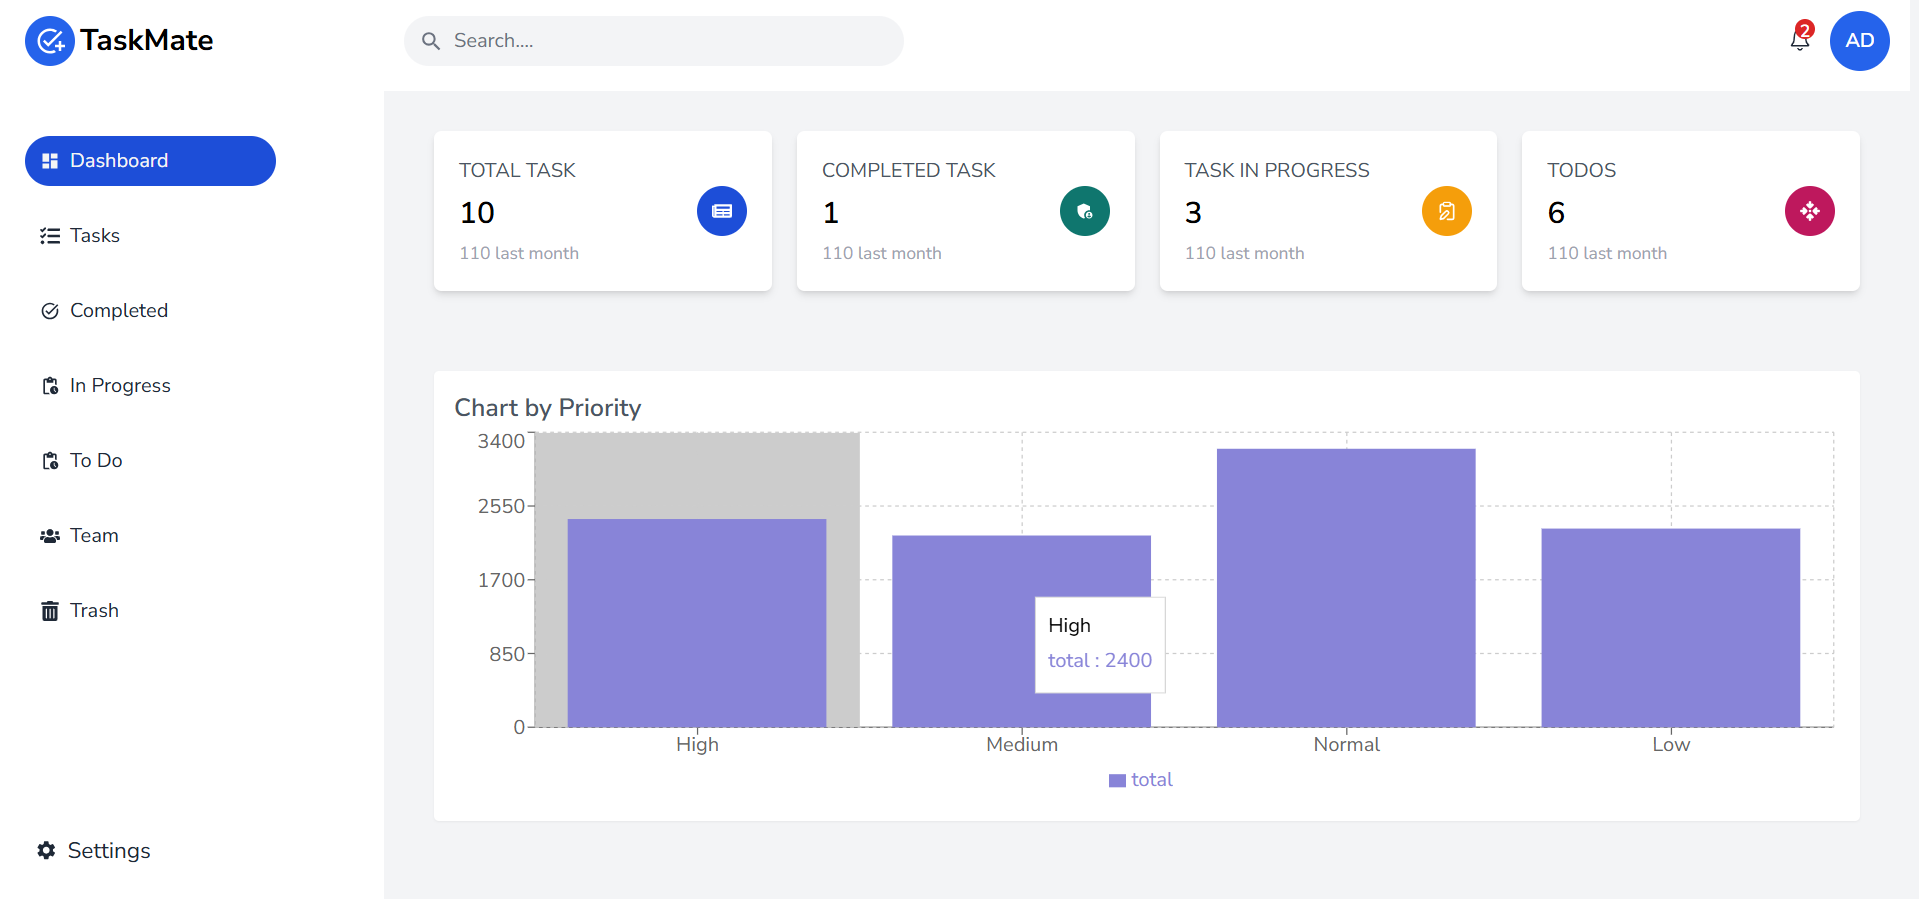 TaskMate
Search....
2
AD
Dashboard
Tasks
Completed
In Progress
To Do
Team
Trash
Settings
TOTAL TASK
10
110 last month
COMPLETED TASK
1
110 last month
TASK IN PROGRESS
3
110 last month
TODOS
6
110 last month
Chart by Priority
3400
2550
1700
850
0
High
total : 2400
High
Medium
Normal
Low
total